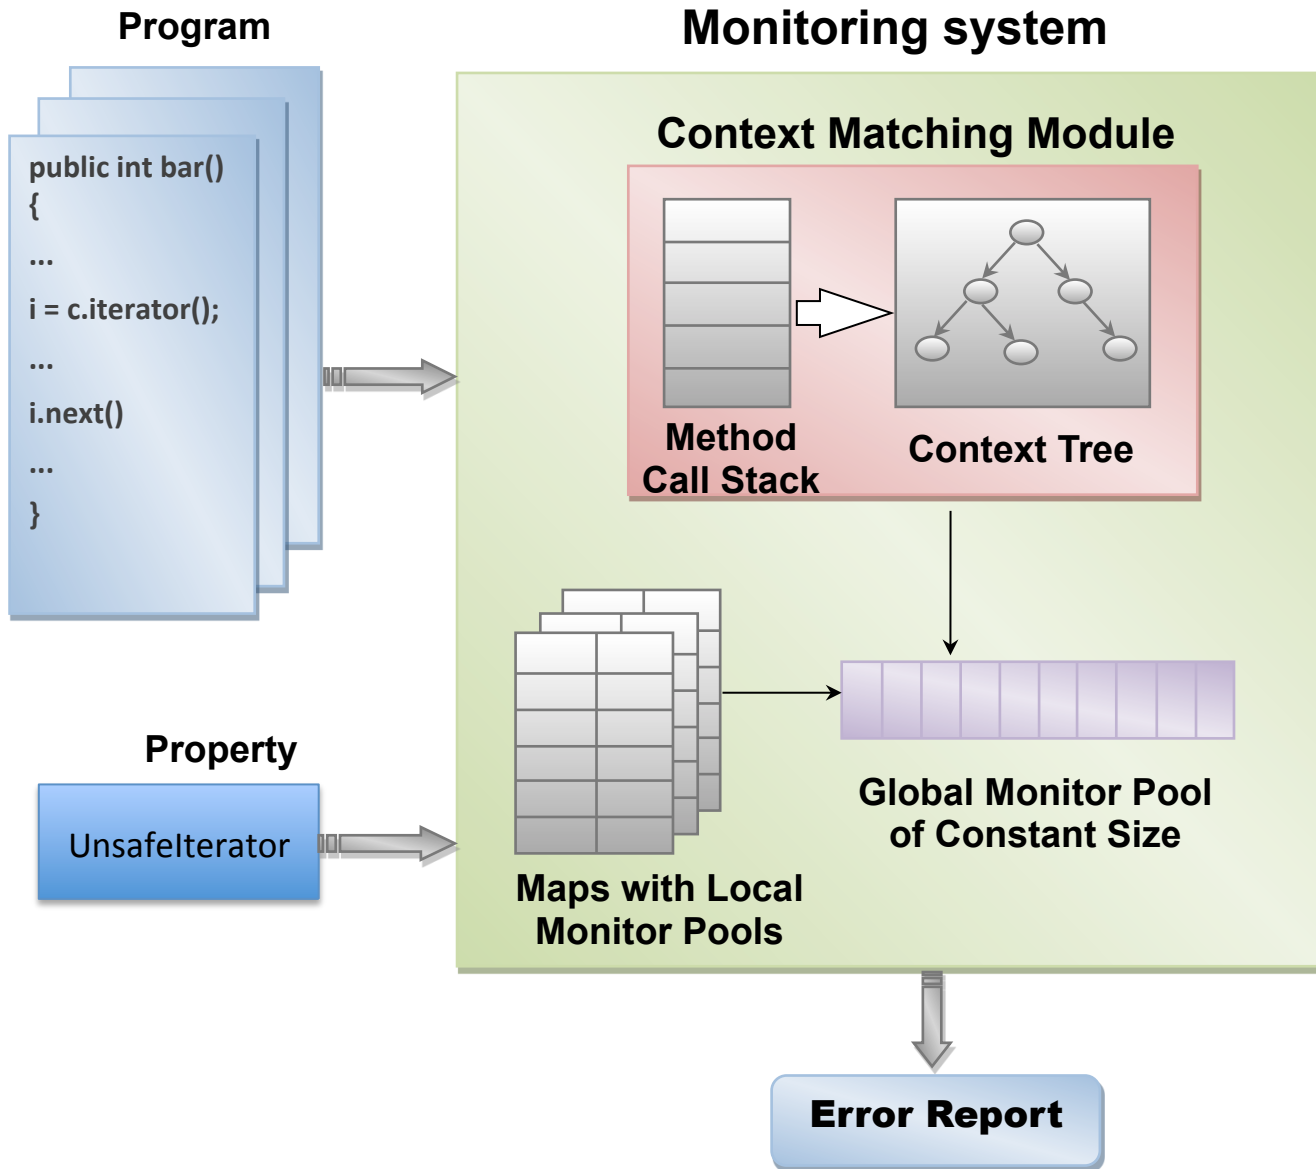 Program
Monitoring system
public int bar()
{
...
i = c.iterator();
...
i.next()
...
}
Context Matching Module
Method
Call Stack
Context Tree
Property
UnsafeIterator
Maps with Local
Monitor Pools
Global Monitor Pool
of Constant Size
Error Report